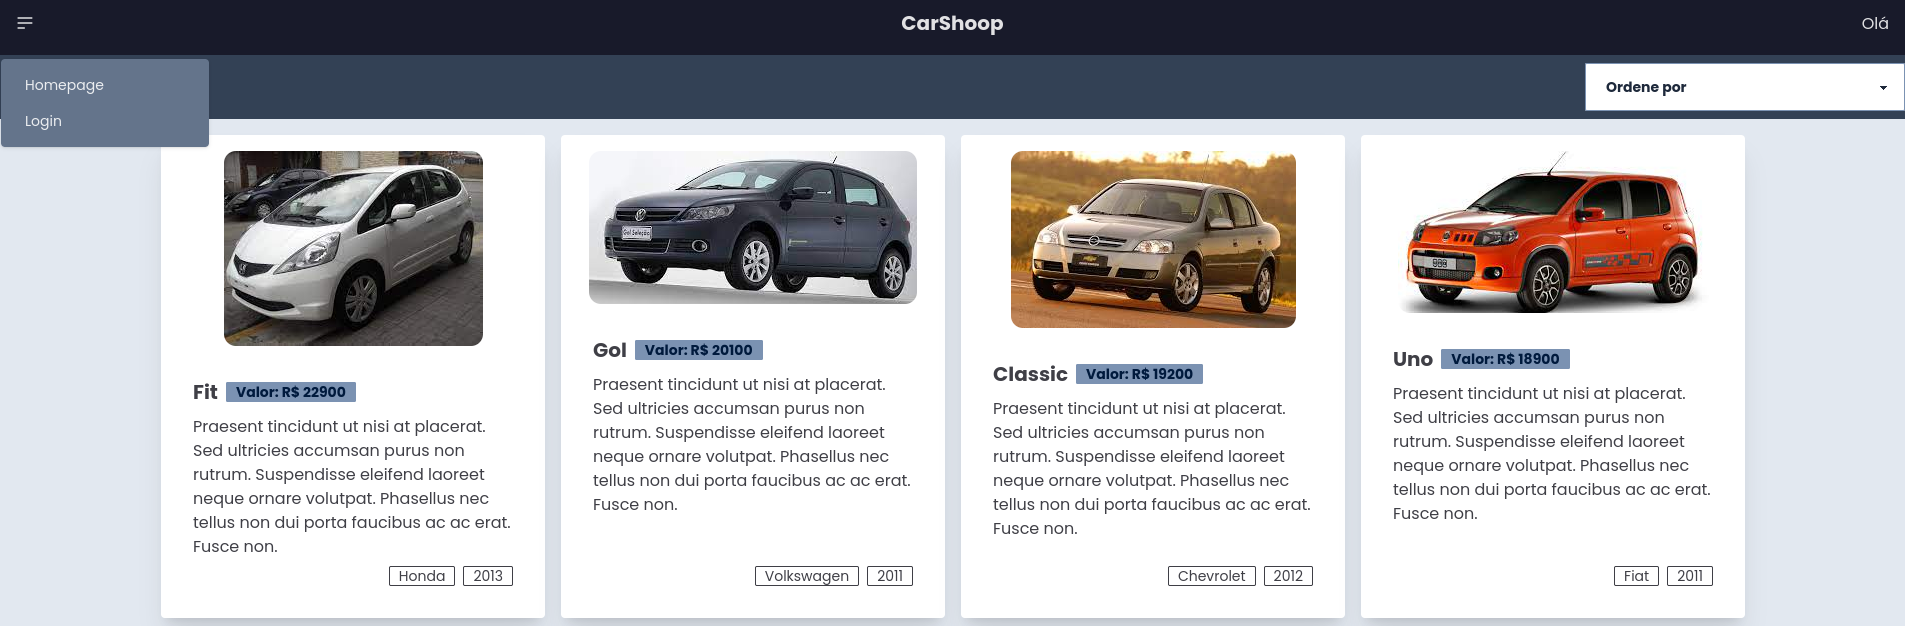 CarShoop
Olá
Homepage
Login
Ordene por
Fit Valor: R$ 22900
Praesent tincidunt ut nisi at placerat.
Sed ultricies accumsan purus non
rutrum. Suspendisse eleifend laoreet
neque ornare volutpat. Phasellus nec
tellus non dui porta faucibus ac ac erat.
Fusce non.
Honda 2013
Gol Seleção
Gol Valor: R$ 20100
Praesent tincidunt ut nisi at placerat.
Sed ultricies accumsan purus non
rutrum. Suspendisse eleifend laoreet
neque ornare volutpat. Phasellus nec
tellus non dui porta faucibus ac ac erat.
Fusce non.
Volkswagen 2011
Classic Valor: R$ 19200
Praesent tincidunt ut nisi at placerat.
Sed ultricies accumsan purus non
rutrum. Suspendisse eleifend laoreet
neque ornare volutpat. Phasellus nec
tellus non dui porta faucibus ac ac erat.
Fusce non.
Chevrolet 2012
Uno Valor: R$ 18900
Praesent tincidunt ut nisi at placerat.
Sed ultricies accumsan purus non
rutrum. Suspendisse eleifend laoreet
neque ornare volutpat. Phasellus nec
tellus non dui porta faucibus ac ac erat.
Fusce non.
Fiat 2011